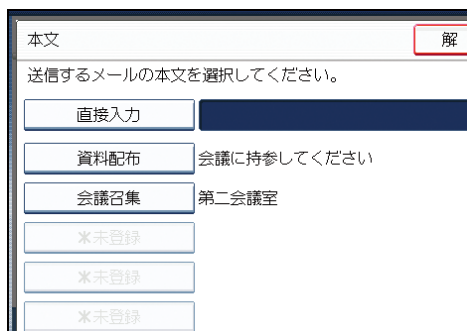 本文 解
送信するメールの本文を選択してください。
直接入力
資料配布 会議に持参してください
会議召集 第二会議室
*未登録
*未登録
*未登録